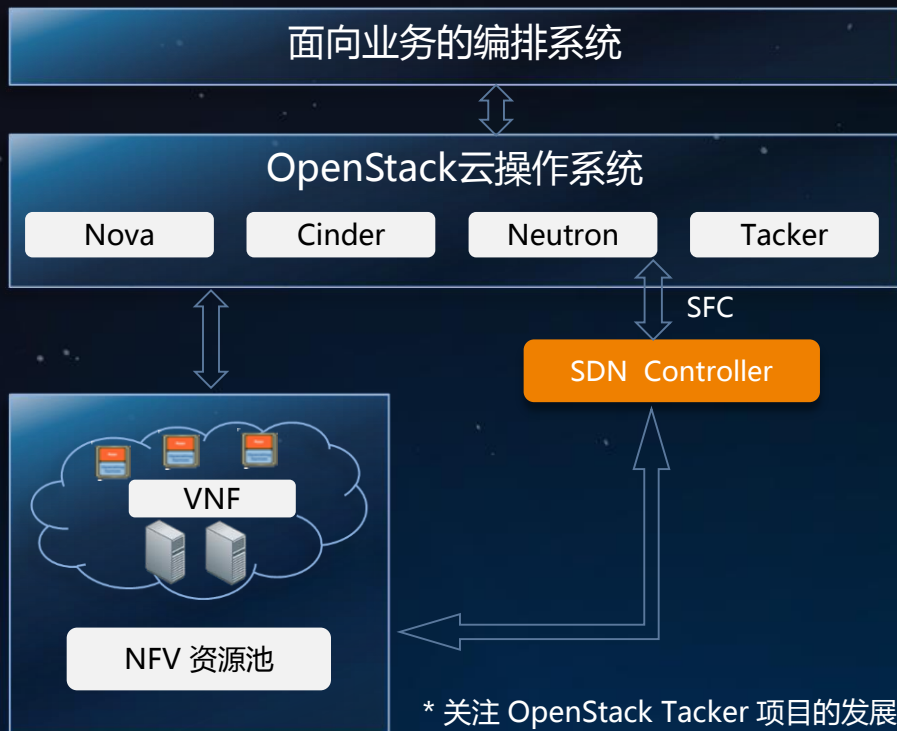 面向业务的编排系统
OpenStack云操作系统
Nova Cinder Neutron Tacker
SFC
SDN Controller
VNF
NFV 资源池
* 关注 OpenStack Tacker 项目的发展